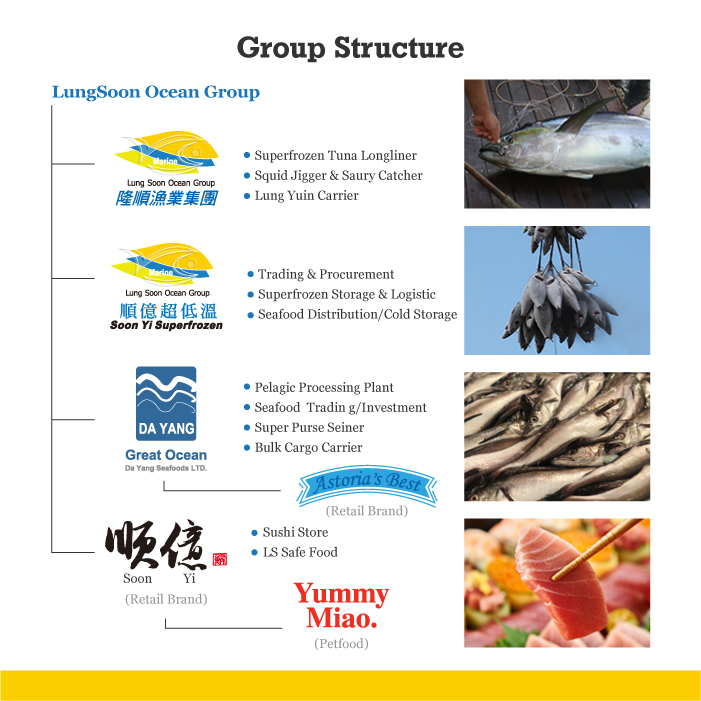 Group Structure
LungSoon Ocean Group
Marine
Lung Soon Ocean Group
隆順漁業集團
Superfrozen Tuna Longliner
Squid Jigger & Saury Catcher
Lung Yuin Carrier
Marine
Lung Soon Ocean Group
順億超低溫
Soon Yi Superfrozen
Trading & Procurement
Superfrozen Storage & Logistic
Seafood Distribution/Cold Storage
DA YANG
Great Ocean
Da Yang Seafoods LTD.
Pelagic Processing Plant
Seafood Tradin g/Investment
Super Purse Seiner
Bulk Cargo Carrier
Astoria's Best
(Retail Brand)
順億
Soon Yi
(Retail Brand)
Sushi Store
LS Safe Food
Yummy
Miao.
(Petfood)